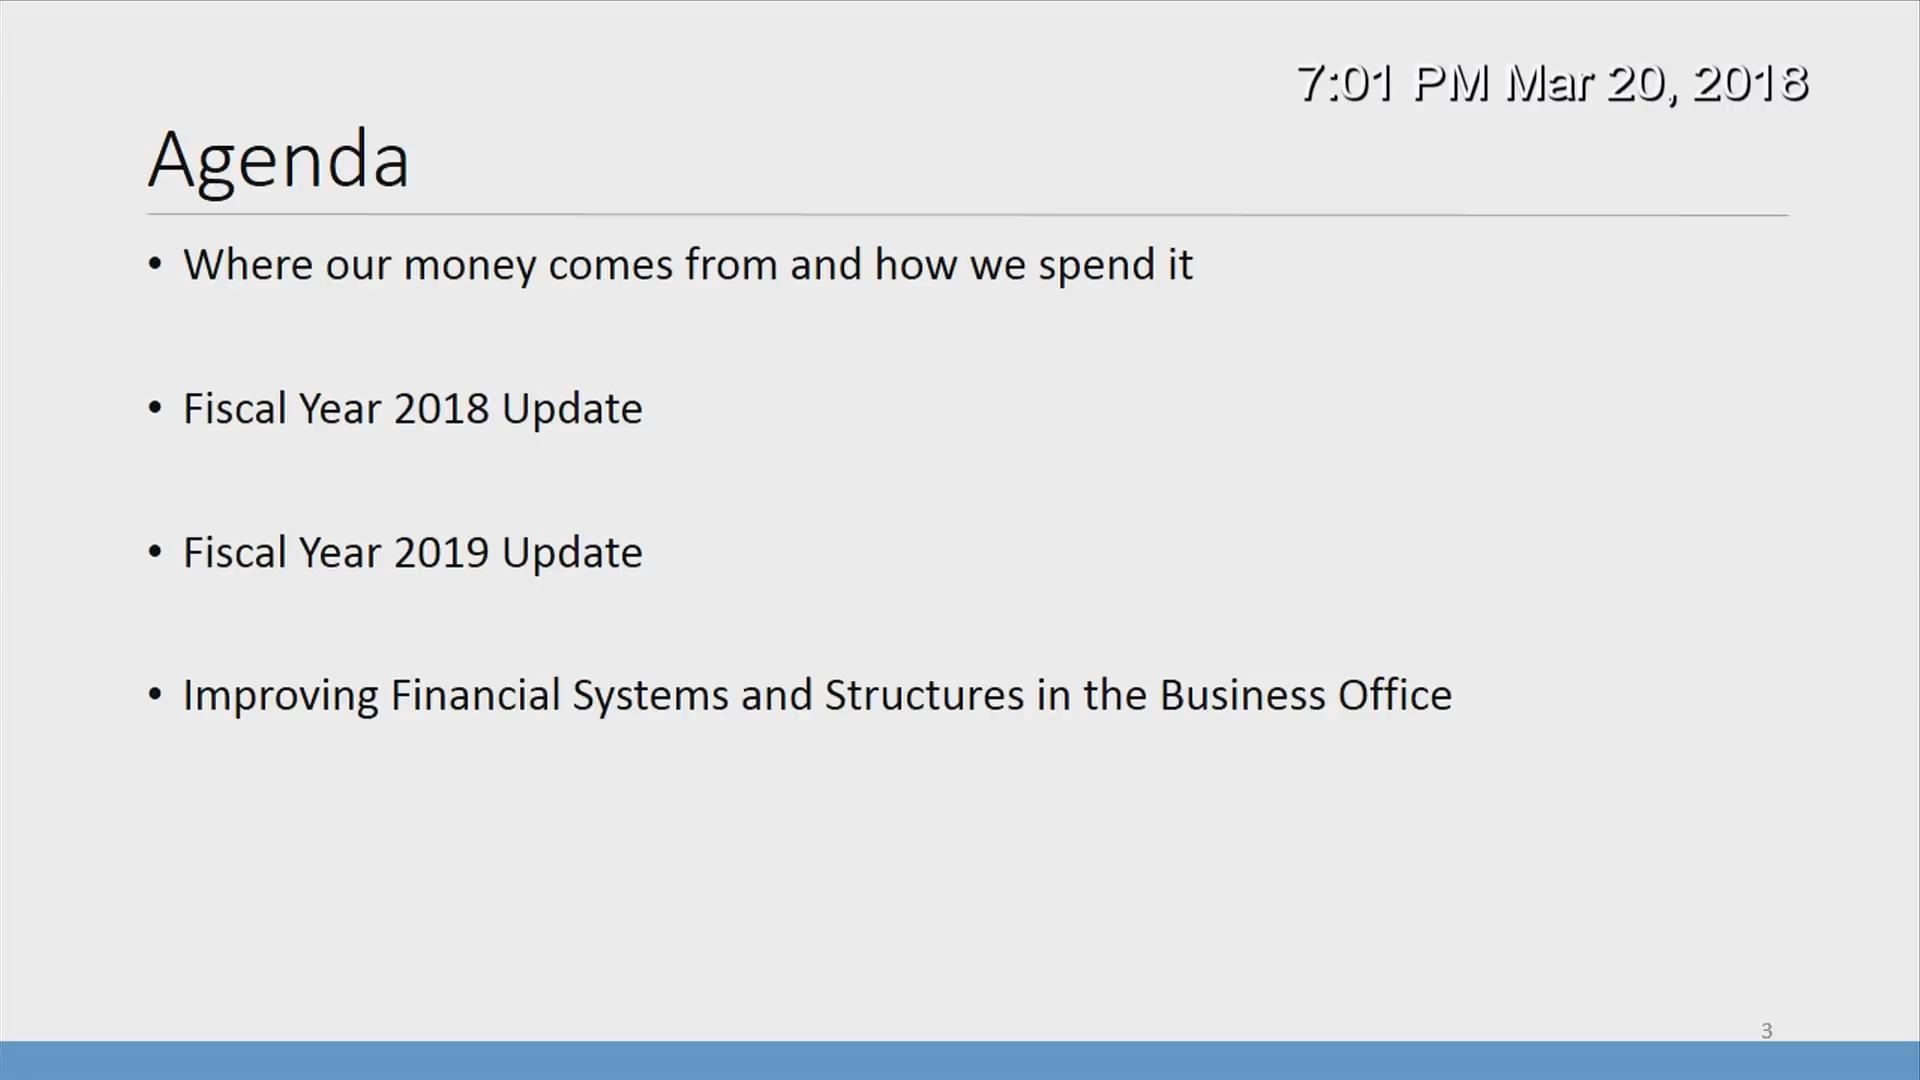 7:01 PM Mar 20, 2018
Agenda
• Where our money comes from and how we spend it
• Fiscal Year 2018 Update
• Fiscal Year 2019 Update
• Improving Financial Systems and Structures in the Business Office
3